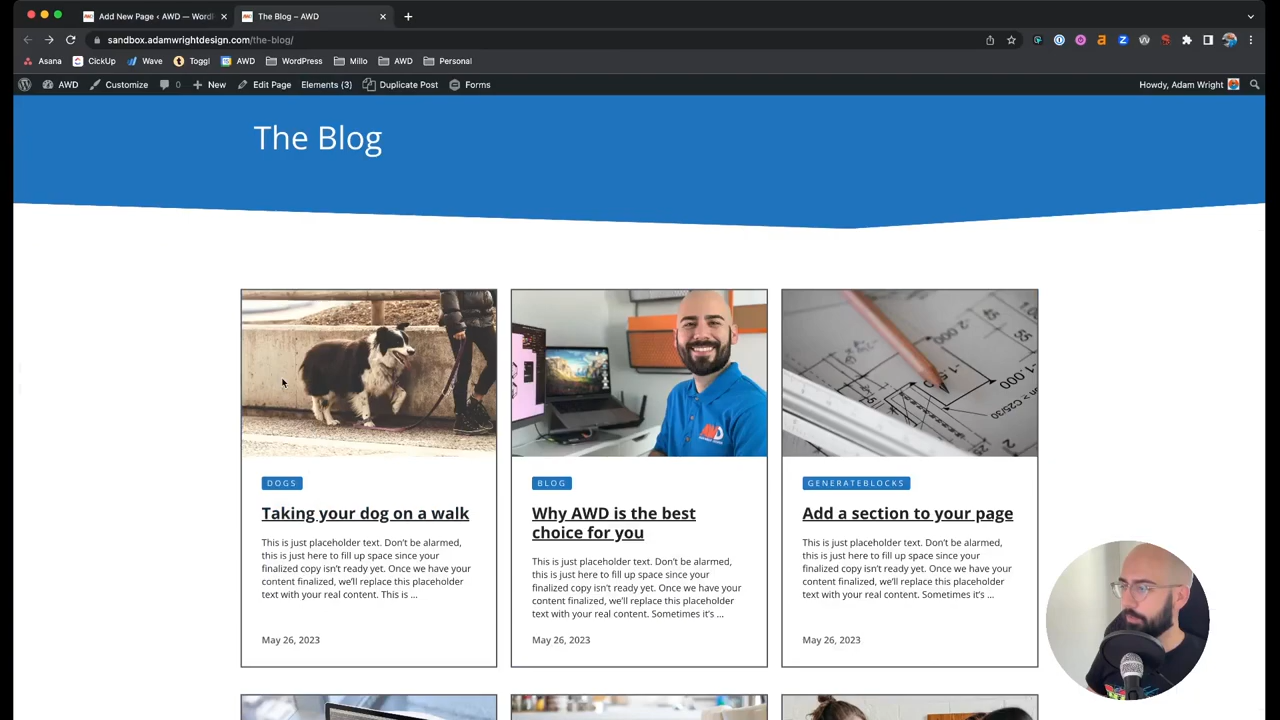 Add New Page ‹ AWD — Word
The Blog – AWD
sandbox.adamwrightdesign.com/the-blog/
Asana ClickUp Wave Toggl AWD WordPress Millo AWD Personal
AWD Customize 0 New Edit Page Elements (3) Duplicate Post Forms Howdy, Adam Wright
The Blog
DOGS
Taking your dog on a walk
This is just placeholder text. Don't be alarmed,
this is just here to fill up space since your
finalized copy isn't ready yet. Once we have your
content finalized, we'll replace this placeholder
text with your real content. This is ...
May 26, 2023
AWD
BLOG
Why AWD is the best
choice for you
This is just placeholder text. Don't be alarmed,
this is just here to fill up space since your
finalized copy isn't ready yet. Once we have your
content finalized, we'll replace this placeholder
text with your real content. Sometimes it's ...
May 26, 2023
GENERATEBLOCKS
Add a section to your page
This is just placeholder text. Don't be alarmed,
this is just here to fill up space since your
finalized copy isn't ready yet. Once we have your
content finalized, we'll replace this placeholder
text with your real content. Sometimes it's ...
May 26, 2023